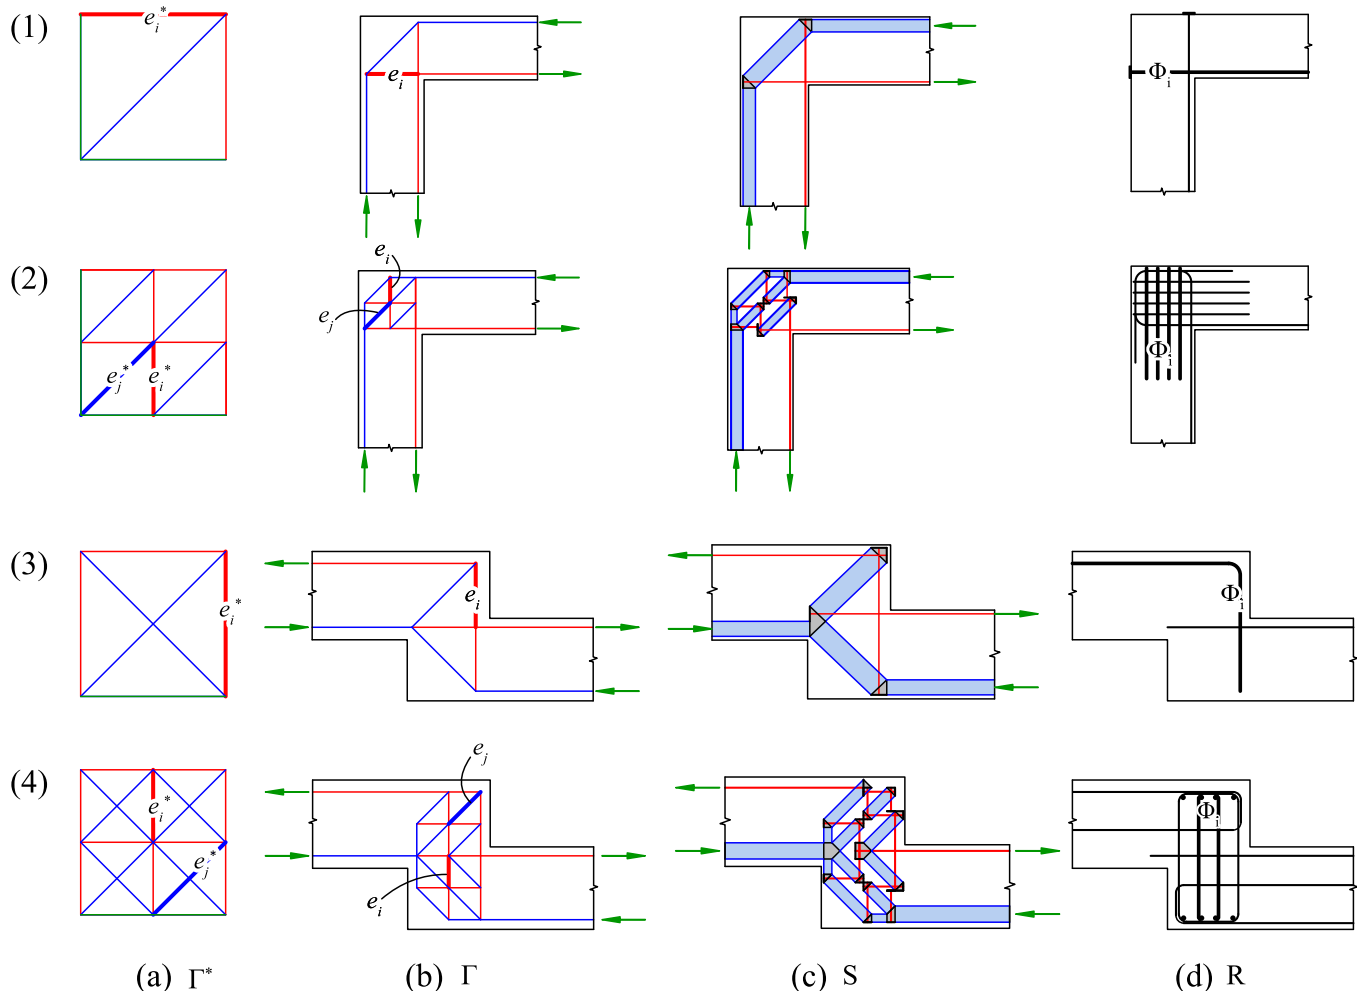 (1) e_i^* e_i Φ_i
(2) e_j^* e_i^* e_i e_j Φ_i
(3) e_i^* e_i Φ_i
(4) e_i^* e_j^* e_j e_i Φ_i
(a) Γ^* (b) Γ (c) S (d) R